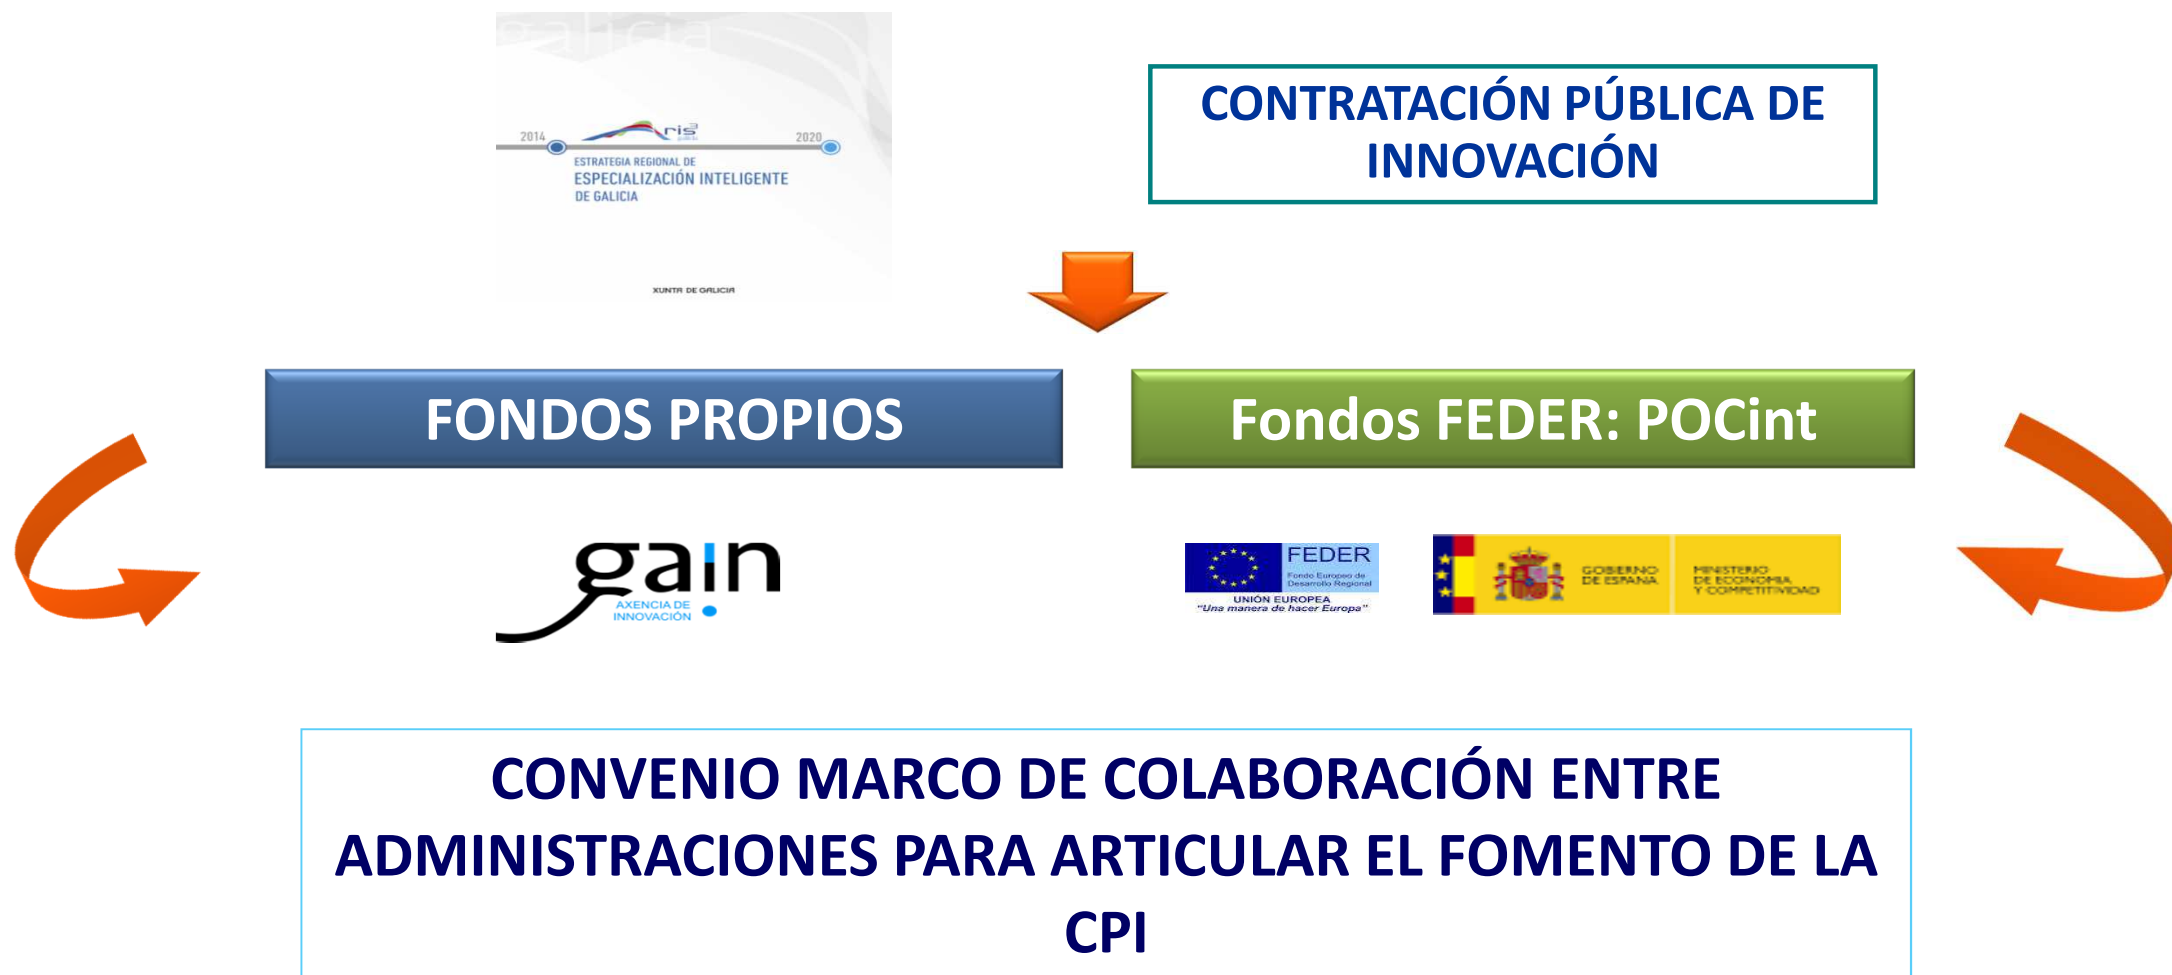 galicia
2014
ris3
2020
ESTRATEGIA REGIONAL DE
ESPECIALIZACIÓN INTELIGENTE
DE GALICIA
XUNTA DE GALICIA
CONTRATACIÓN PÚBLICA DE
INNOVACIÓN
FONDOS PROPIOS
Fondos FEDER: POCint
gain
AXENCIA DE
INNOVACIÓN
FEDER
Fondo Europeo de
Desarrollo Regional
UNIÓN EUROPEA
"Una manera de hacer Europa"
GOBIERNO
DE ESPAÑA
MINISTERIO
DE ECONOMIA
Y COMPETITIVIDAD
CONVENIO MARCO DE COLABORACIÓN ENTRE
ADMINISTRACIONES PARA ARTICULAR EL FOMENTO DE LA
CPI